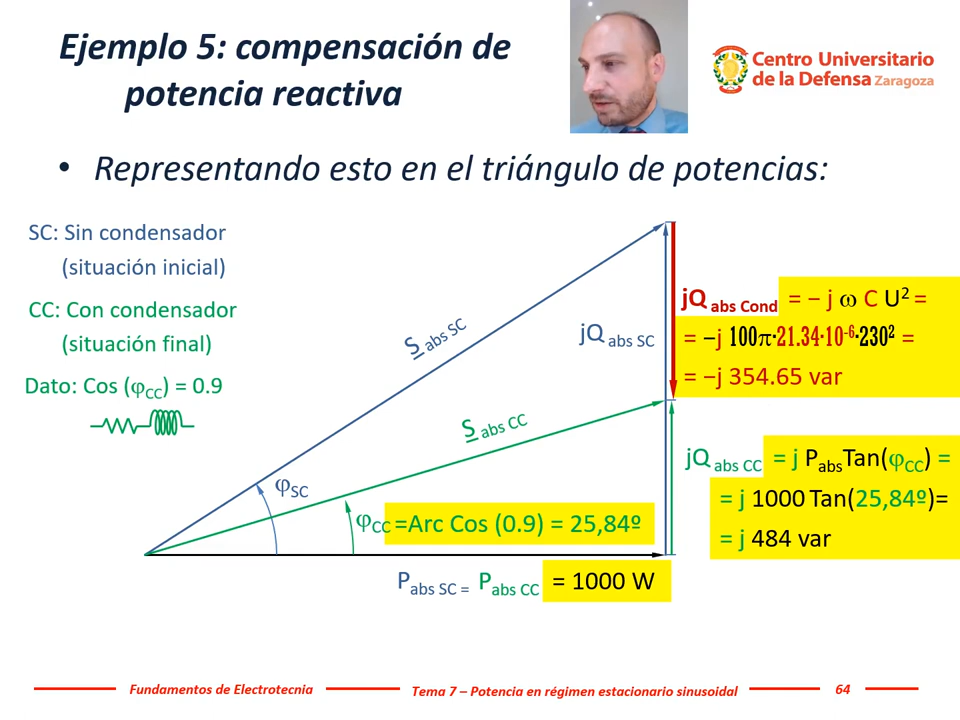 Ejemplo 5: compensación de
potencia reactiva
Centro Universitario
de la Defensa Zaragoza
• Representando esto en el triángulo de potencias:
SC: Sin condensador
(situación inicial)
CC: Con condensador
(situación final)
Dato: Cos (φCC) = 0.9
S abs SC
jQ abs SC
jQ abs Cond = − j ω C U² =
= −j 100π·21.34·10⁻⁶·230² =
= −j 354.65 var
S abs CC
jQ abs CC = j PabsTan(φCC) =
= j 1000 Tan(25,84º)=
= j 484 var
φSC
φCC =Arc Cos (0.9) = 25,84º
Pabs SC = Pabs CC = 1000 W
Fundamentos de Electrotecnia
Tema 7 – Potencia en régimen estacionario sinusoidal
64